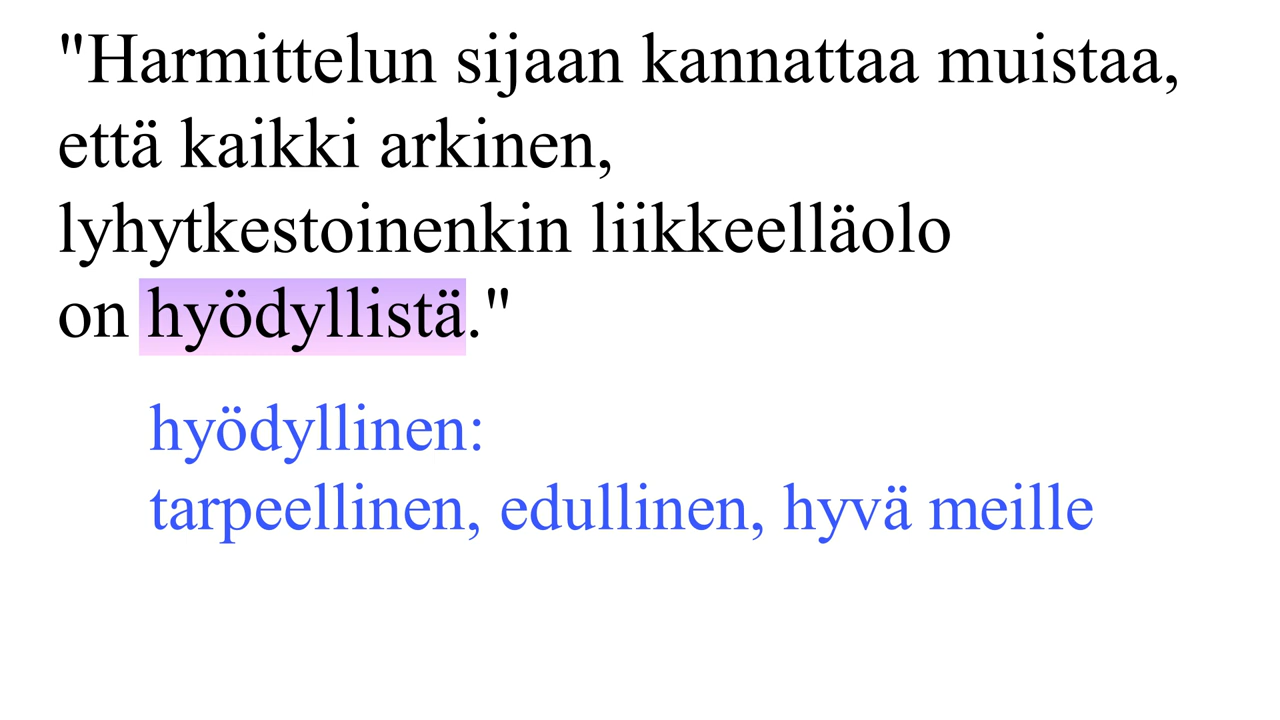 "Harmittelun sijaan kannattaa muistaa,
että kaikki arkinen,
lyhytkestoinenkin liikkeelläolo
on hyödyllistä."
hyödyllinen:
tarpeellinen, edullinen, hyvä meille